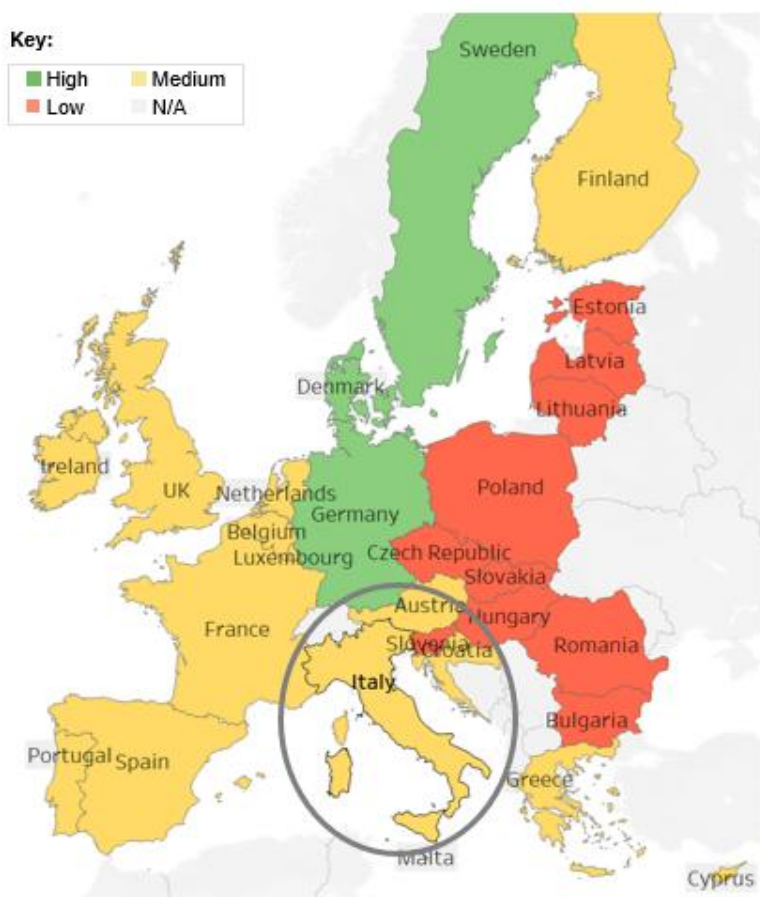 Key:
High Medium
Low N/A
Sweden
Finland
Estonia
Latvia
Denmark
Lithuania
Ireland
UK
Netherlands
Poland
Germany
Belgium
Luxembourg
Czech Republic
Slovakia
Austria
Hungary
France
Slovenia
Croatia
Romania
Italy
Bulgaria
Portugal
Spain
Greece
Malta
Cyprus